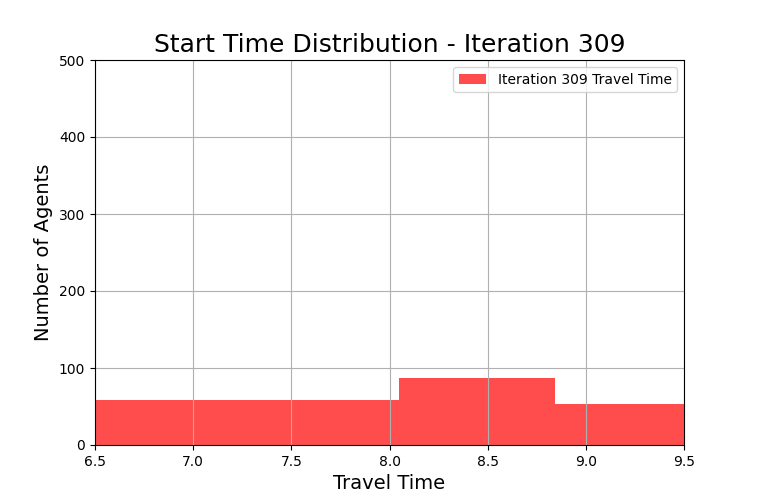 Start Time Distribution - Iteration 309
Iteration 309 Travel Time
Number of Agents
500
400
300
200
100
0
6.5 7.0 7.5 8.0 8.5 9.0 9.5
Travel Time